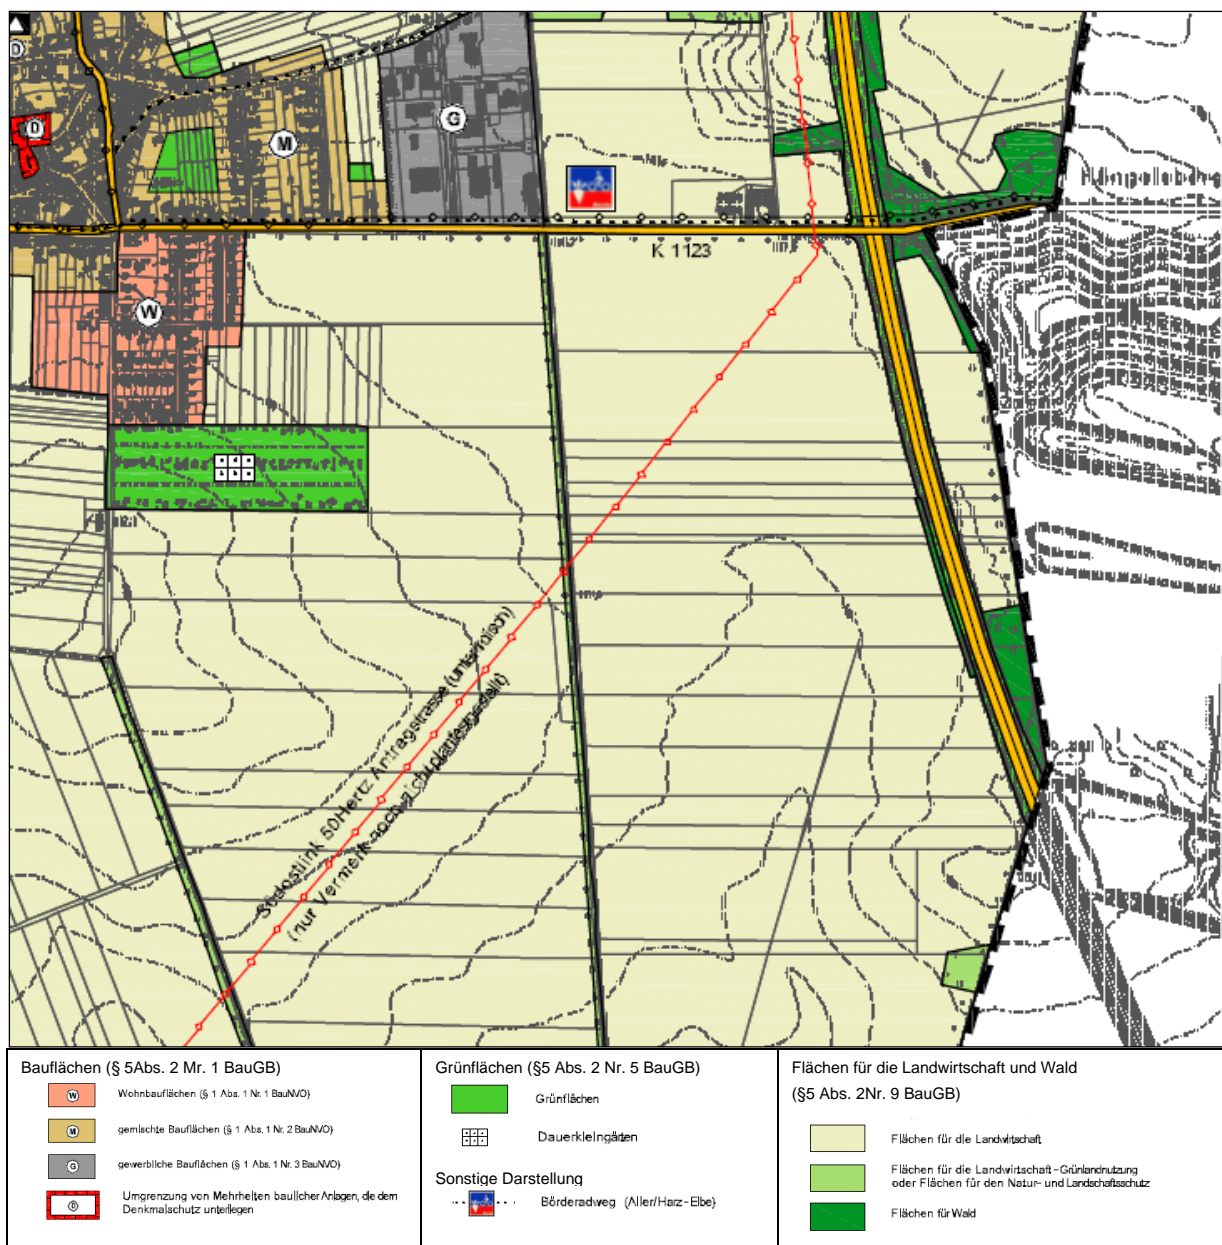 D
D
M
G
K 1123
W
Südostlink 50Hertz Antragstrasse (unterirdisch)
(nur Vermerk noch nicht planfestgestellt)
Bauflächen (§ 5Abs. 2 Mr. 1 BauGB)
W Wohnbauflächen (§ 1 Abs. 1 Nr. 1 BauNVO)
M gemischte Bauflächen (§ 1 Abs. 1 Nr. 2 BauNVO)
G gewerbliche Bauflächen (§ 1 Abs. 1 Nr. 3 BauNVO)
D Umgrenzung von Mehrheiten baulicher Anlagen, die dem
Denkmalschutz unterliegen
Grünflächen (§5 Abs. 2 Nr. 5 BauGB)
Grünflächen
Dauerkleingärten
Sonstige Darstellung
Börderadweg (Aller/Harz-Elbe)
Flächen für die Landwirtschaft und Wald
(§5 Abs. 2Nr. 9 BauGB)
Flächen für die Landwirtschaft
Flächen für die Landwirtschaft-Grünlandnutzung
oder Flächen für den Natur- und Landschaftsschutz
Flächen für Wald